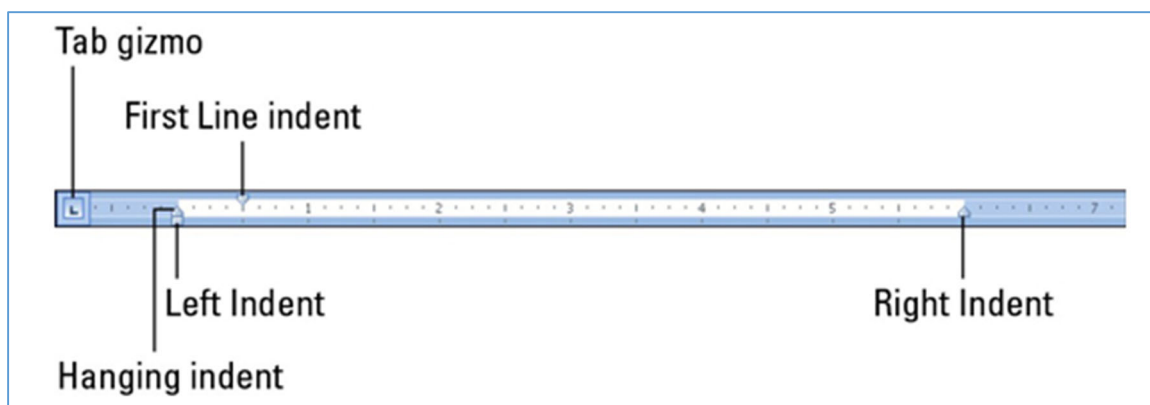 Tab gizmo
First Line indent
1 2 3 4 5 7
Left Indent
Right Indent
Hanging indent